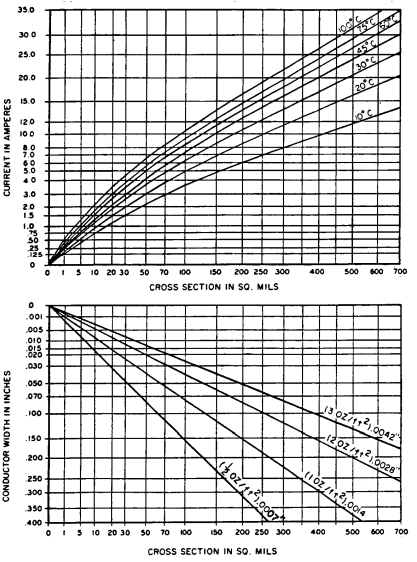 35.0
30.0
25.0
20.0
15.0
12.0
10.0
8.0
7.0
6.0
5.0
4.0
3.0
2.0
1.5
1.0
.75
.50
.25
.125
0
CURRENT IN AMPERES
100°C
75°C
60°C
45°C
30°C
20°C
10°C
0 1 5 10 20 30 50 70 100 150 200 250 300 400 500 600 700
CROSS SECTION IN SQ. MILS
0
.001
.005
.010
.015
.020
.030
.050
.070
.100
.150
.200
.250
.300
.350
.400
CONDUCTOR WIDTH IN INCHES
(3 OZ/ft²).0042"
(2 OZ/ft²).0028"
(1 OZ/ft²).0014
(½ OZ/ft²).0007"
0 1 5 10 20 30 50 70 100 150 200 250 300 400 500 600 700
CROSS SECTION IN SQ. MILS